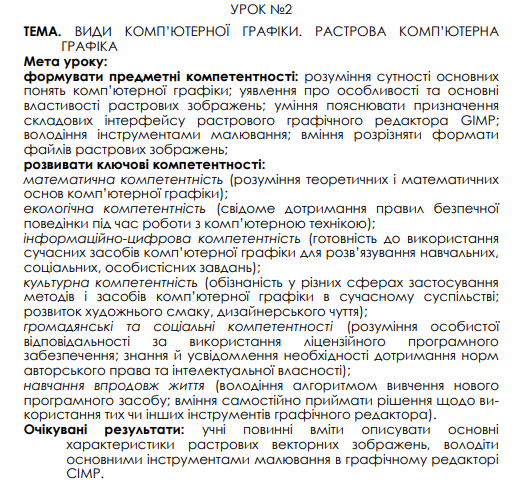 УРОК №2
ТЕМА. ВИДИ КОМП’ЮТЕРНОЇ ГРАФІКИ. РАСТРОВА КОМП’ЮТЕРНА
ГРАФІКА
Мета уроку:
формувати предметні компетентності: розуміння сутності основних
понять комп’ютерної графіки; уявлення про особливості та основні
властивості растрових зображень; уміння пояснювати призначення
складових інтерфейсу растрового графічного редактора GIMP;
володіння інструментами малювання; вміння розрізняти формати
файлів растрових зображень;
розвивати ключові компетентності:
математична компетентність (розуміння теоретичних і математичних
основ комп’ютерної графіки);
екологічна компетентність (свідоме дотримання правил безпечної
поведінки під час роботи з комп’ютерною технікою);
інформаційно-цифрова компетентність (готовність до використання
сучасних засобів комп’ютерної графіки для розв’язування навчальних,
соціальних, особистісних завдань);
культурна компетентність (обізнаність у різних сферах застосування
методів і засобів комп’ютерної графіки в сучасному суспільстві;
розвиток художнього смаку, дизайнерського чуття);
громадянські та соціальні компетентності (розуміння особистої
відповідальності за використання ліцензійного програмного
забезпечення; знання й усвідомлення необхідності дотримання норм
авторського права та інтелектуальної власності);
навчання впродовж життя (володіння алгоритмом вивчення нового
програмного засобу; вміння самостійно приймати рішення щодо ви-
користання тих чи інших інструментів графічного редактора).
Очікувані результати: учні повинні вміти описувати основні
характеристики растрових векторних зображень, володіти
основними інструментами малювання в графічному редакторі
СІМР.